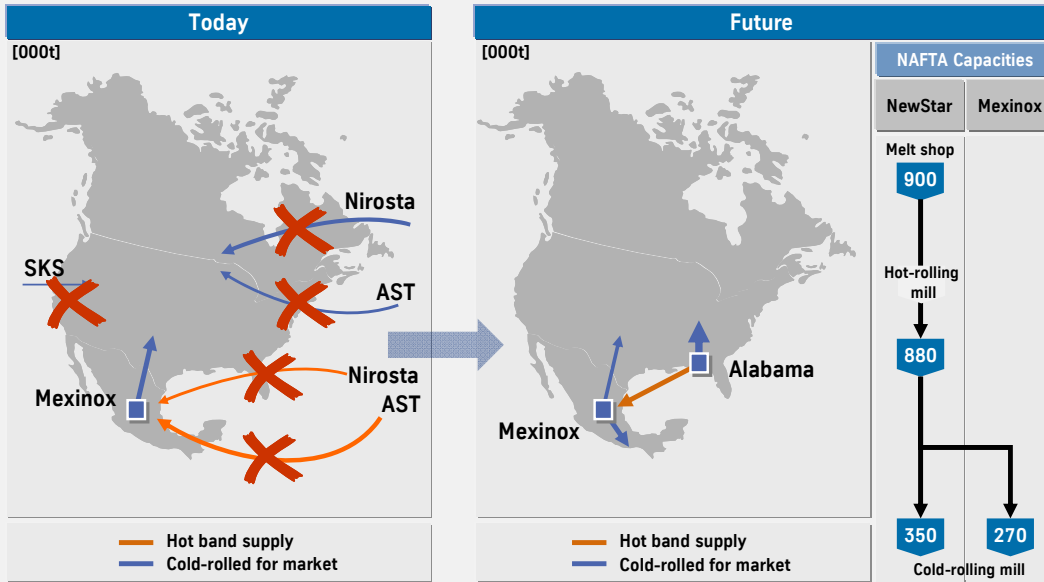 Today
[000t]
Nirosta
SKS
AST
Nirosta
AST
Mexinox
Hot band supply
Cold-rolled for market
Future
[000t]
Alabama
Mexinox
Hot band supply
Cold-rolled for market
NAFTA Capacities
NewStar
Mexinox
Melt shop
900
Hot-rolling
mill
880
350
270
Cold-rolling mill